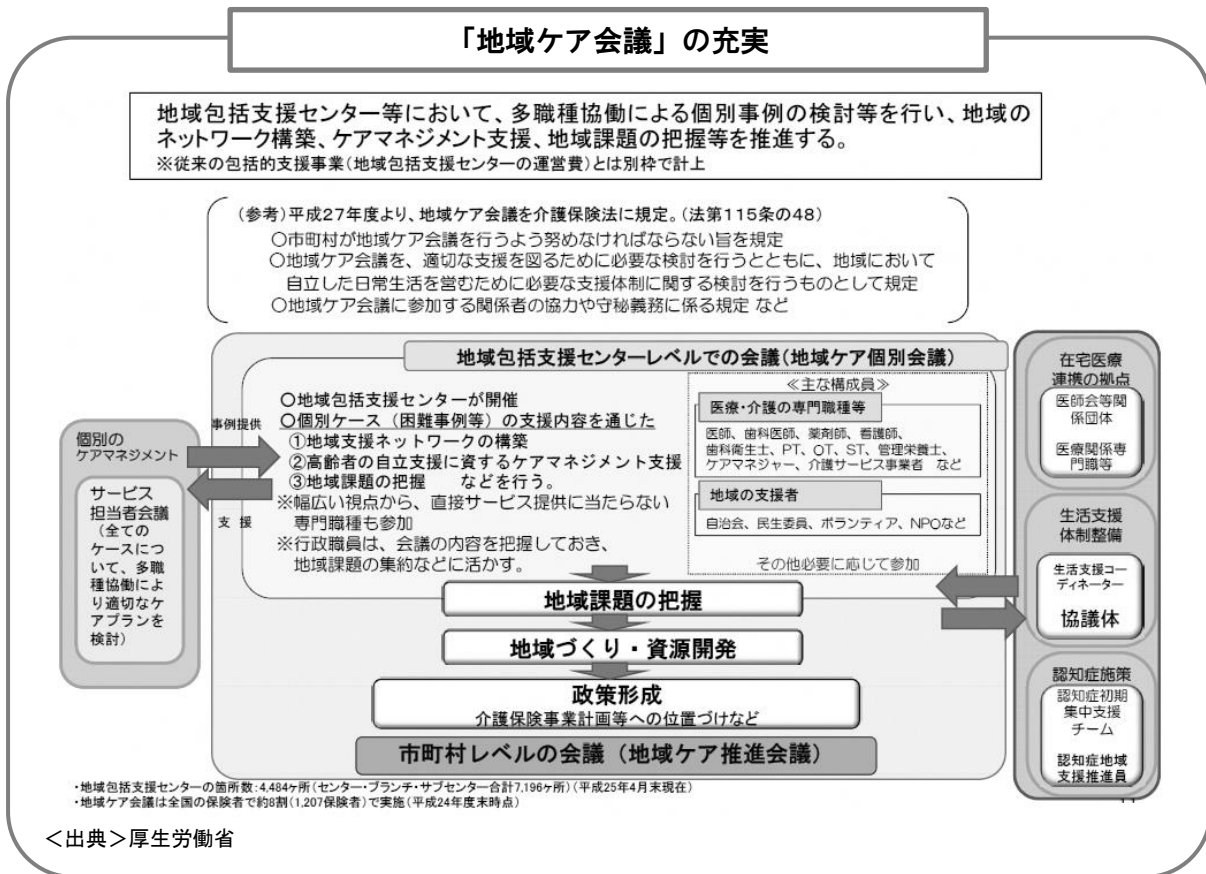 「地域ケア会議」の充実
地域包括支援センター等において、多職種協働による個別事例の検討等を行い、地域の
ネットワーク構築、ケアマネジメント支援、地域課題の把握等を推進する。
※従来の包括的支援事業(地域包括支援センターの運営費)とは別枠で計上
(参考)平成27年度より、地域ケア会議を介護保険法に規定。(法第115条の48)
○市町村が地域ケア会議を行うよう努めなければならない旨を規定
○地域ケア会議を、適切な支援を図るために必要な検討を行うとともに、地域において
自立した日常生活を営むために必要な支援体制に関する検討を行うものとして規定
○地域ケア会議に参加する関係者の協力や守秘義務に係る規定 など
地域包括支援センターレベルでの会議(地域ケア個別会議)
○地域包括支援センターが開催
○個別ケース（困難事例等）の支援内容を通じた
①地域支援ネットワークの構築
②高齢者の自立支援に資するケアマネジメント支援
③地域課題の把握 などを行う。
※幅広い視点から、直接サービス提供に当たらない
専門職種も参加
※行政職員は、会議の内容を把握しておき、
地域課題の集約などに活かす。
≪主な構成員≫
医療・介護の専門職種等
医師、歯科医師、薬剤師、看護師、
歯科衛生士、PT、OT、ST、管理栄養士、
ケアマネジャー、介護サービス事業者 など
地域の支援者
自治会、民生委員、ボランティア、NPOなど
その他必要に応じて参加
事例提供
支 援
個別の
ケアマネジメント
サービス
担当者会議
（全ての
ケースにつ
いて、多職
種協働によ
り適切なケ
アプランを
検討）
地域課題の把握
地域づくり・資源開発
政策形成
介護保険事業計画等への位置づけなど
市町村レベルの会議（地域ケア推進会議）
在宅医療
連携の拠点
医師会等関
係団体
医療関係専
門職等
生活支援
体制整備
生活支援コー
ディネーター
協議体
認知症施策
認知症初期
集中支援
チーム
認知症地域
支援推進員
・地域包括支援センターの箇所数:4,484ヶ所(センター・ブランチ・サブセンター合計7,196ヶ所)(平成25年4月末現在)
・地域ケア会議は全国の保険者で約8割(1,207保険者)で実施(平成24年度末時点)
＜出典＞厚生労働省